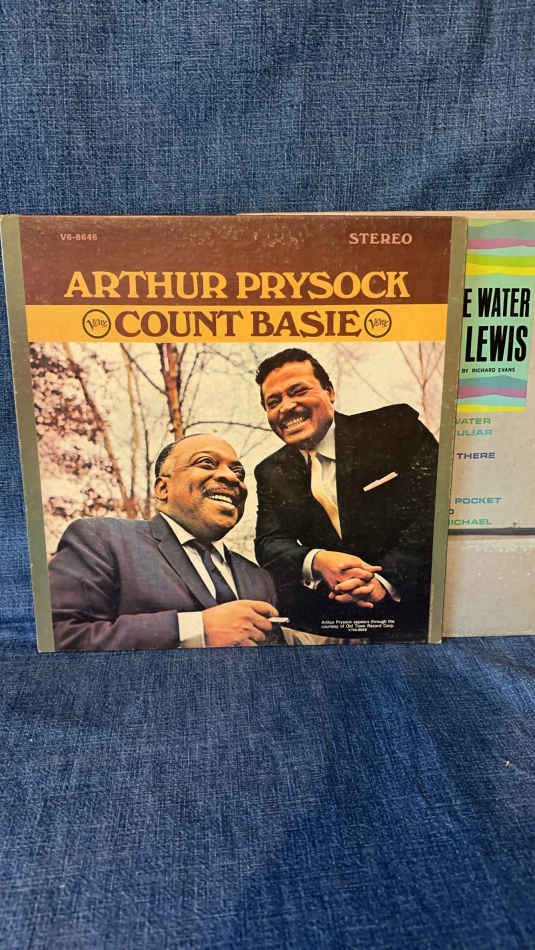 V6-8646
STEREO
ARTHUR PRYSOCK
Verve COUNT BASIE Verve
Arthur Prysock appears through the
courtesy of Old Town Record Corp.
E WATER
LEWIS
BY RICHARD EVANS
WATER
ULIAR
THERE
POCKET
ICHAEL